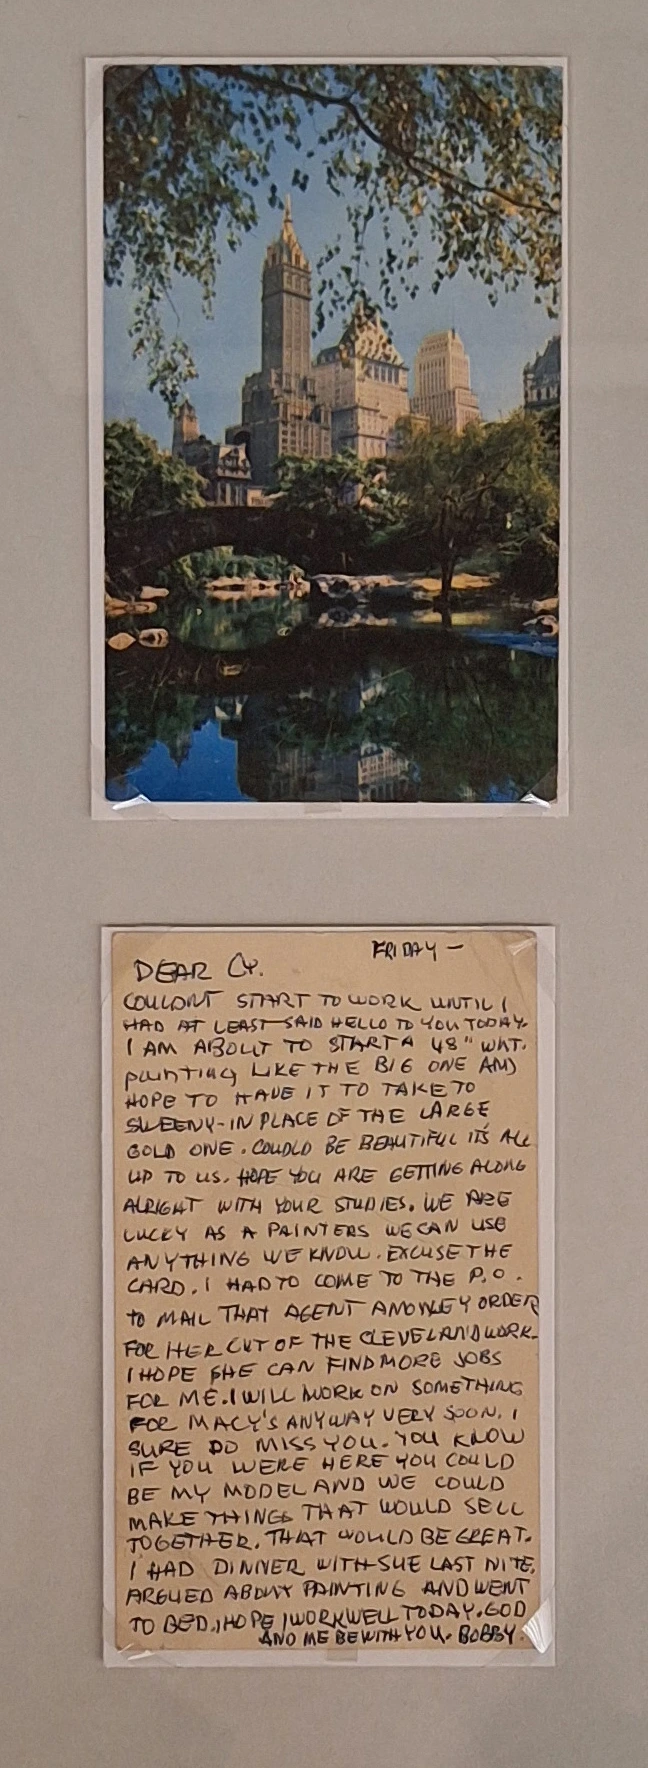 FRIDAY —
DEAR CY.
COULDNT START TO WORK UNTIL I
HAD AT LEAST SAID HELLO TO YOU TODAY.
I AM ABOUT TO START A 48" WHT.
PAINTING LIKE THE BIG ONE AND
HOPE TO HAVE IT TO TAKE TO
SWEENY-IN PLACE OF THE LARGE
GOLD ONE. COULD BE BEAUTIFUL ITS ALL
UP TO US. HOPE YOU ARE GETTING ALONG
ALRIGHT WITH YOUR STUDIES. WE ARE
LUCKY AS A PAINTERS WE CAN USE
ANYTHING WE KNOW. EXCUSE THE
CARD. I HAD TO COME TO THE P.O.
TO MAIL THAT AGENT A MONEY ORDER
FOR HER CUT OF THE CLEVELAND WORK.
I HOPE SHE CAN FIND MORE JOBS
FOR ME. I WILL WORK ON SOMETHING
FOR MACY'S ANYWAY VERY SOON. I
SURE DO MISS YOU. YOU KNOW
IF YOU WERE HERE YOU COULD
BE MY MODEL AND WE COULD
MAKE THINGS THAT WOULD SELL
TOGETHER. THAT WOULD BE GREAT.
I HAD DINNER WITH SUE LAST NITE.
ARGUED ABOUT PAINTING AND WENT
TO BED. I HOPE I WORK WELL TODAY. GOD
AND ME BE WITH YOU. BOBBY.